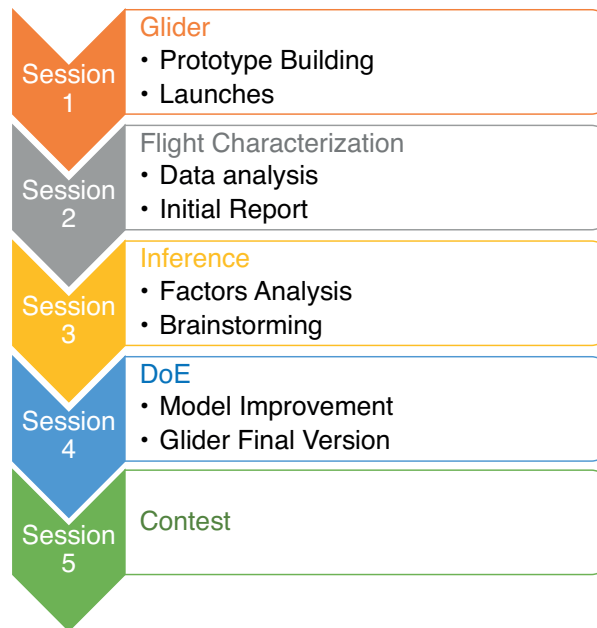 Session
1
Glider
• Prototype Building
• Launches
Session
2
Flight Characterization
• Data analysis
• Initial Report
Session
3
Inference
• Factors Analysis
• Brainstorming
Session
4
DoE
• Model Improvement
• Glider Final Version
Session
5
Contest